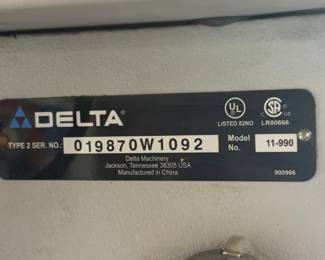 DELTA
UL
LISTED 82NO
LR80666
TYPE 2 SER. NO.: 019870W1092
Model No. 11-990
Delta Machinery
Jackson, Tennessee 38305 USA
Manufactured in China
900966